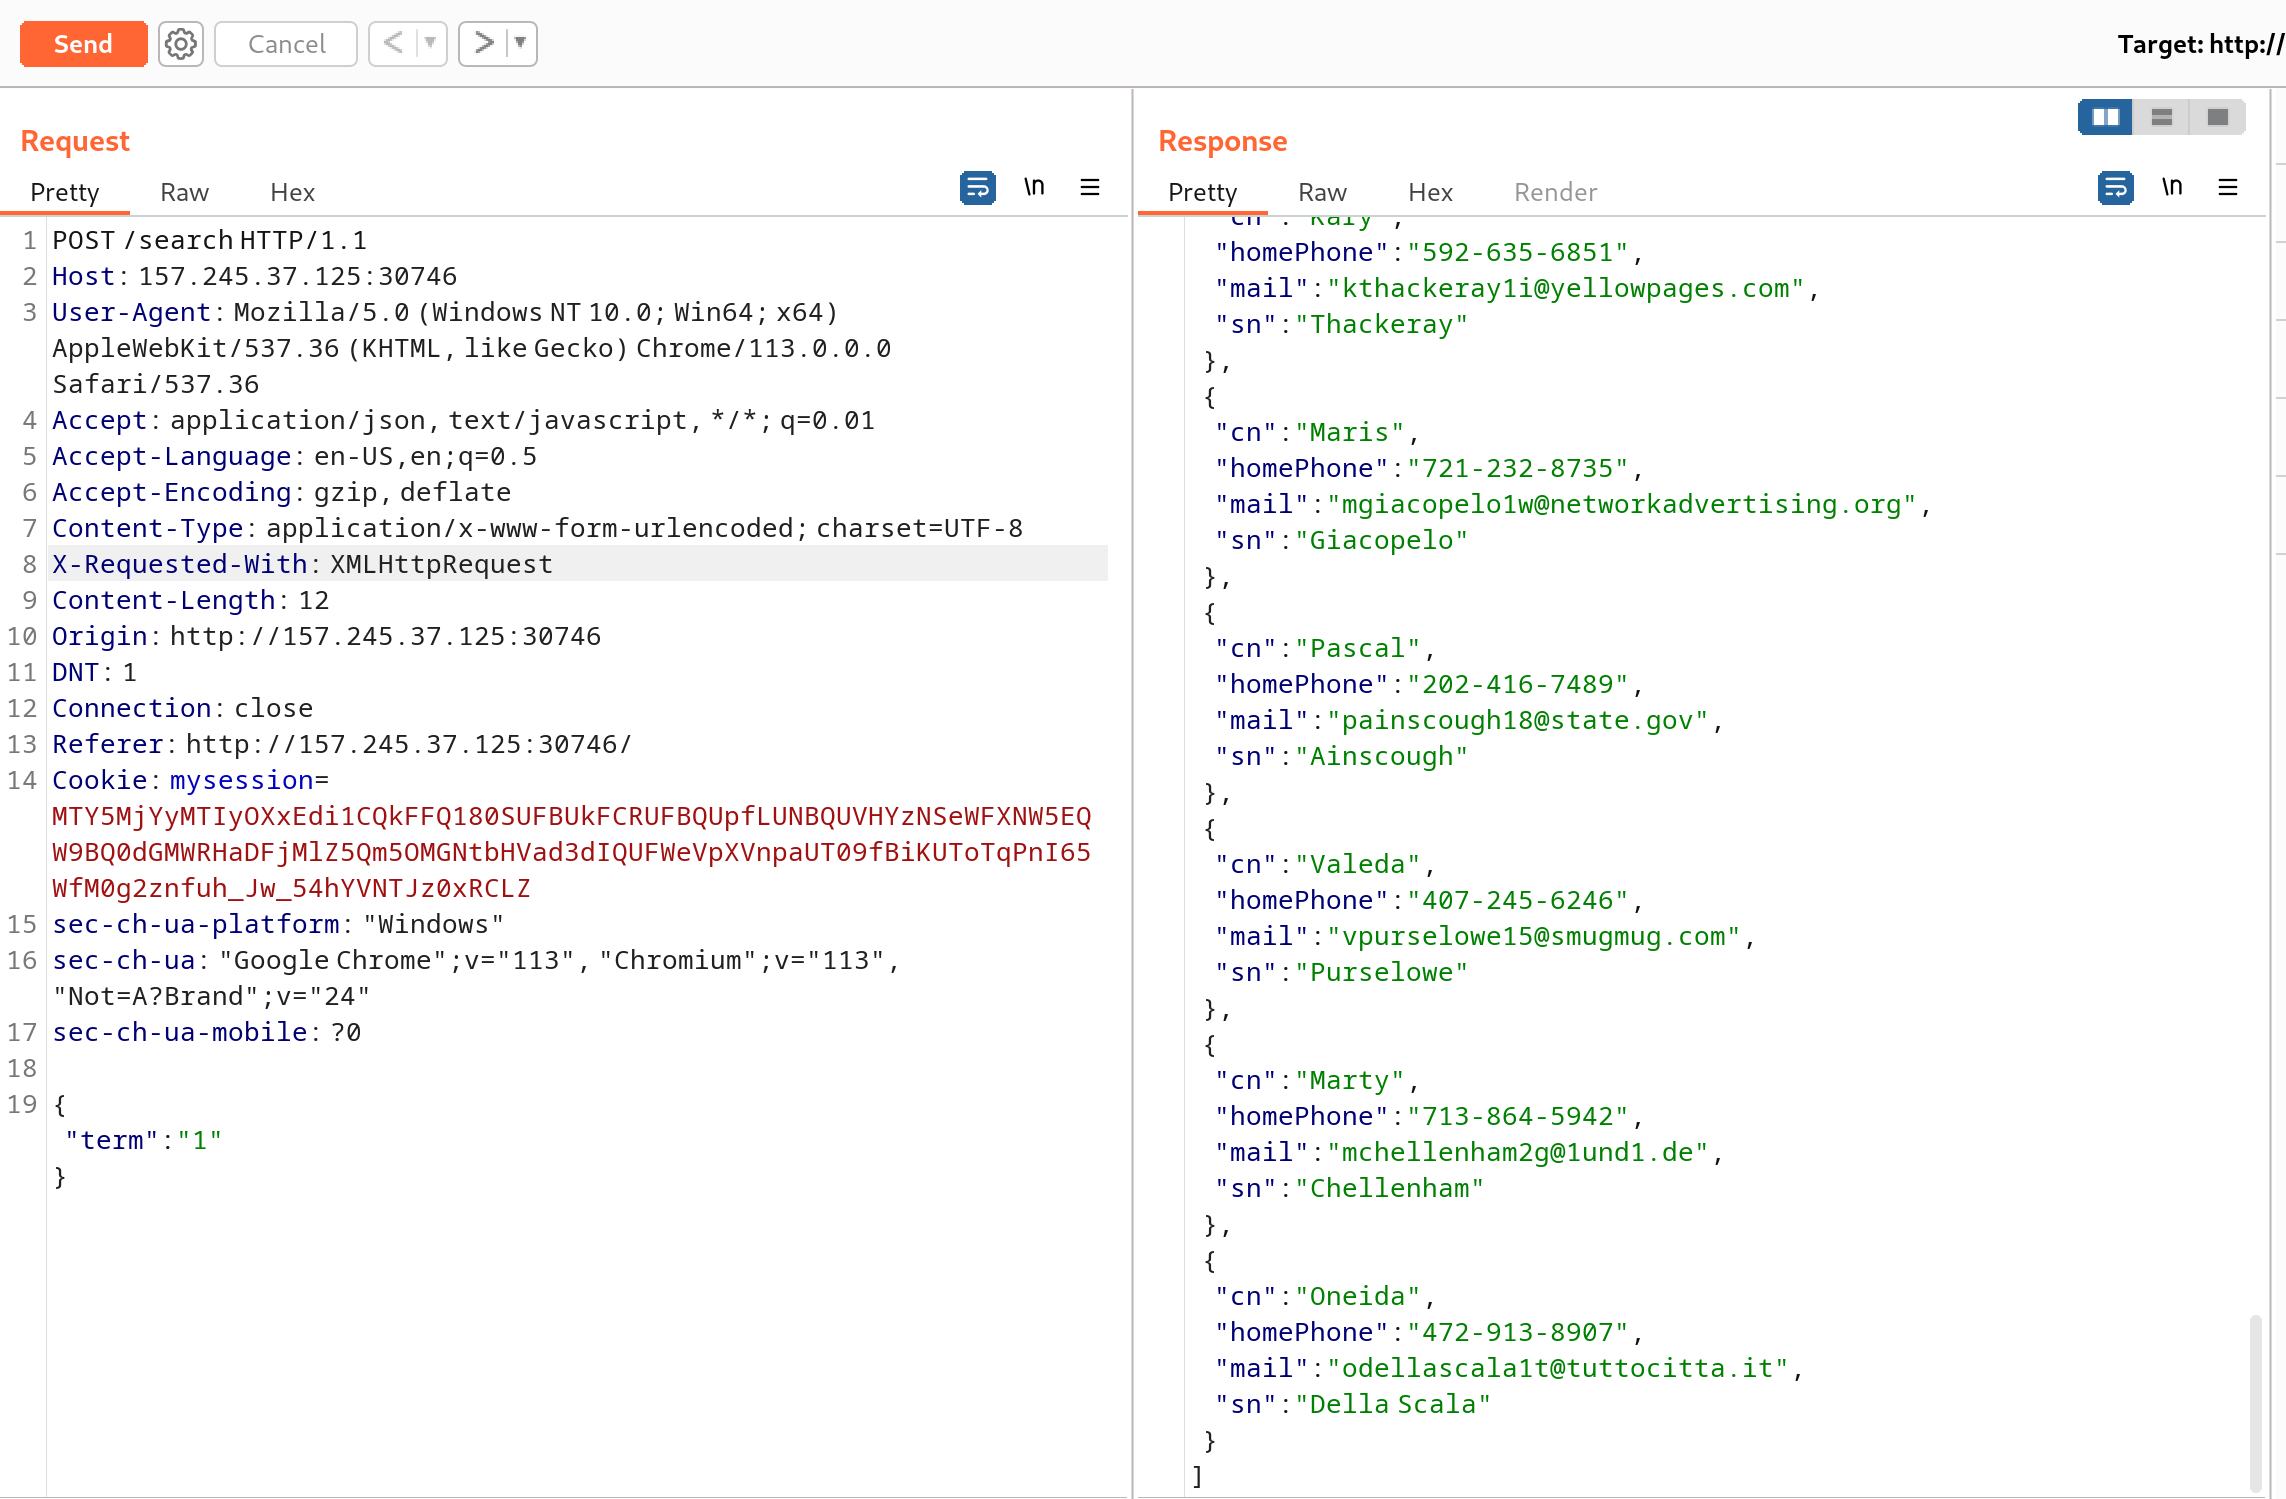 Send
Cancel
< ▼
> ▼
Target: http://
Request
Pretty Raw Hex
\n
1 POST /search HTTP/1.1
2 Host: 157.245.37.125:30746
3 User-Agent: Mozilla/5.0 (Windows NT 10.0; Win64; x64)
AppleWebKit/537.36 (KHTML, like Gecko) Chrome/113.0.0.0
Safari/537.36
4 Accept: application/json, text/javascript, */*; q=0.01
5 Accept-Language: en-US,en;q=0.5
6 Accept-Encoding: gzip, deflate
7 Content-Type: application/x-www-form-urlencoded; charset=UTF-8
8 X-Requested-With: XMLHttpRequest
9 Content-Length: 12
10 Origin: http://157.245.37.125:30746
11 DNT: 1
12 Connection: close
13 Referer: http://157.245.37.125:30746/
14 Cookie: mysession=
MTY5MjYyMTIyOXxEdi1CQkFFQ180SUFBUkFCRUFBQUpfLUNBQUVHYzNSeWFXNW5EQ
W9BQ0dGMWRHaDFjMlZ5Qm5OMGNtbHVad3dIQUFWeVpXVnpaUT09fBiKUToTqPnI65
WfM0g2znfuh_Jw_54hYVNTJz0xRCLZ
15 sec-ch-ua-platform: "Windows"
16 sec-ch-ua: "Google Chrome";v="113", "Chromium";v="113",
"Not=A?Brand";v="24"
17 sec-ch-ua-mobile: ?0
18
19 {
"term":"1"
}
Response
Pretty Raw Hex Render
\n
"homePhone":"592-635-6851",
"mail":"kthackeray1i@yellowpages.com",
"sn":"Thackeray"
},
{
"cn":"Maris",
"homePhone":"721-232-8735",
"mail":"mgiacopelo1w@networkadvertising.org",
"sn":"Giacopelo"
},
{
"cn":"Pascal",
"homePhone":"202-416-7489",
"mail":"painscough18@state.gov",
"sn":"Ainscough"
},
{
"cn":"Valeda",
"homePhone":"407-245-6246",
"mail":"vpurselowe15@smugmug.com",
"sn":"Purselowe"
},
{
"cn":"Marty",
"homePhone":"713-864-5942",
"mail":"mchellenham2g@1und1.de",
"sn":"Chellenham"
},
{
"cn":"Oneida",
"homePhone":"472-913-8907",
"mail":"odellascala1t@tuttocitta.it",
"sn":"Della Scala"
}
]